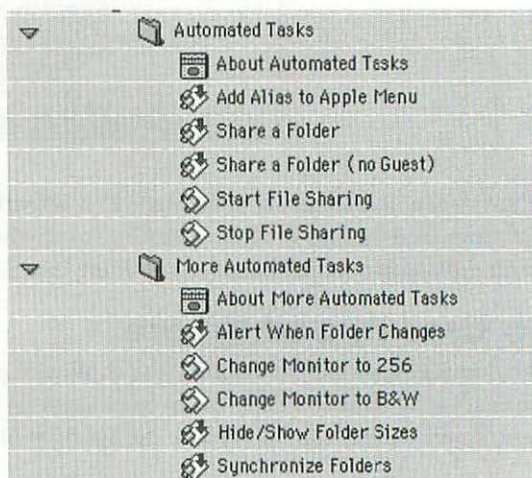 Automated Tasks
About Automated Tasks
Add Alias to Apple Menu
Share a Folder
Share a Folder (no Guest)
Start File Sharing
Stop File Sharing
More Automated Tasks
About More Automated Tasks
Alert When Folder Changes
Change Monitor to 256
Change Monitor to B&W
Hide/Show Folder Sizes
Synchronize Folders